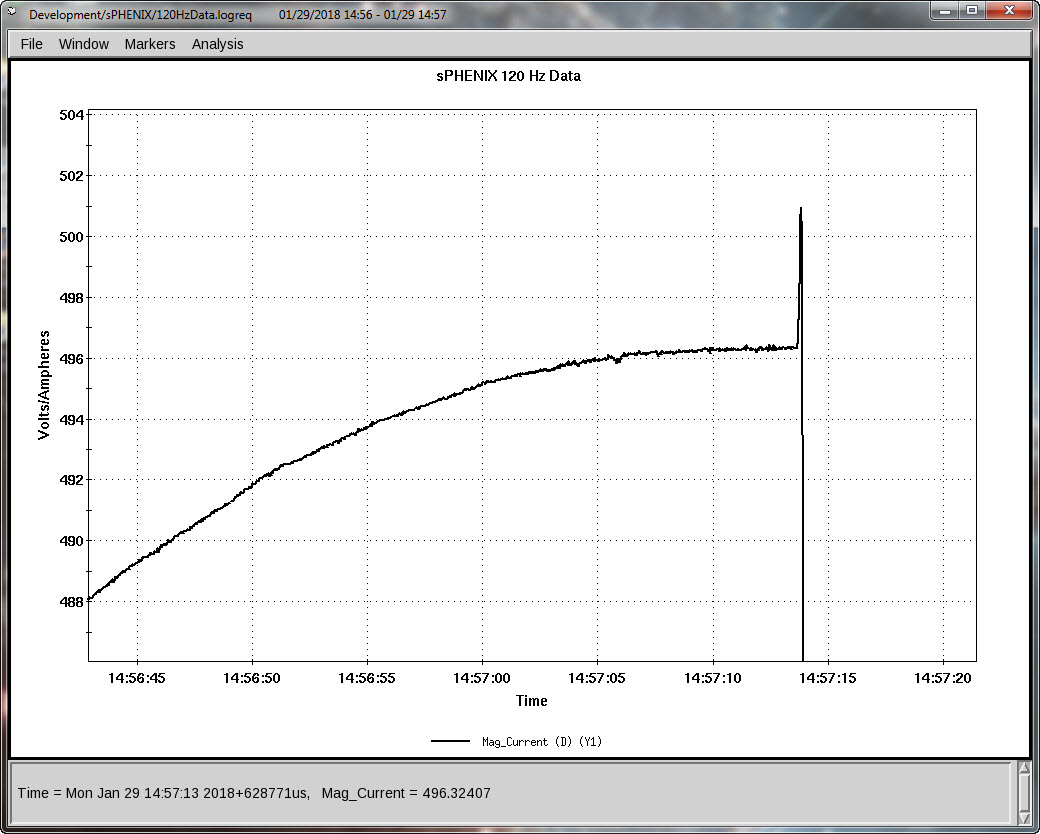 Development/sPHENIX/120HzData.logreq 01/29/2018 14:56 - 01/29 14:57
File Window Markers Analysis
sPHENIX 120 Hz Data
504
502
500
498
496
494
492
490
488
Volts/Ampheres
14:56:45 14:56:50 14:56:55 14:57:00 14:57:05 14:57:10 14:57:15 14:57:20
Time
Mag_Current (D) (Y1)
Time = Mon Jan 29 14:57:13 2018+628771us, Mag_Current = 496.32407